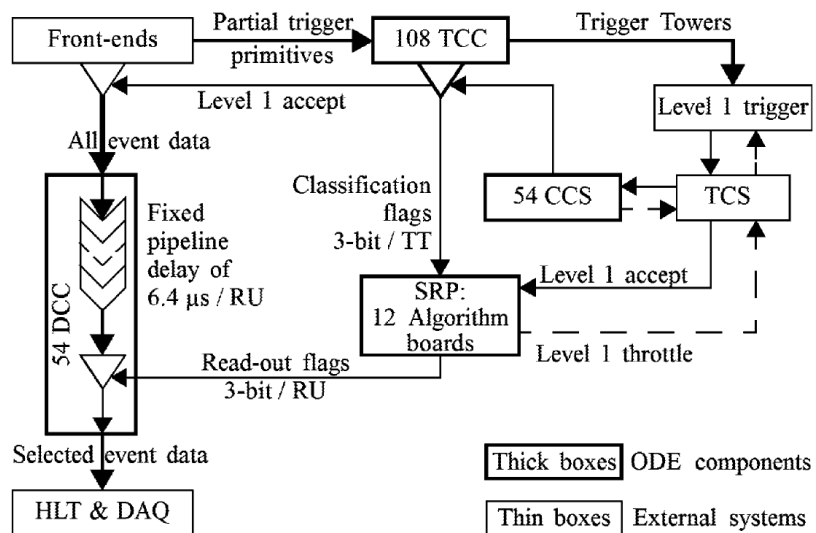 Front-ends
Partial trigger
primitives
108 TCC
Trigger Towers
Level 1 accept
Level 1 trigger
All event data
54 DCC
Fixed
pipeline
delay of
6.4 μs / RU
Classification
flags
3-bit / TT
54 CCS
TCS
Level 1 accept
SRP:
12 Algorithm
boards
Level 1 throttle
Read-out flags
3-bit / RU
Selected event data
HLT & DAQ
Thick boxes ODE components
Thin boxes External systems